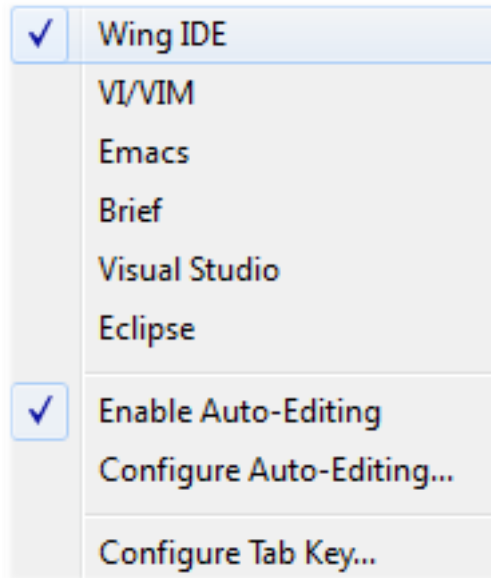 Wing IDE
VI/VIM
Emacs
Brief
Visual Studio
Eclipse
Enable Auto-Editing
Configure Auto-Editing...
Configure Tab Key...